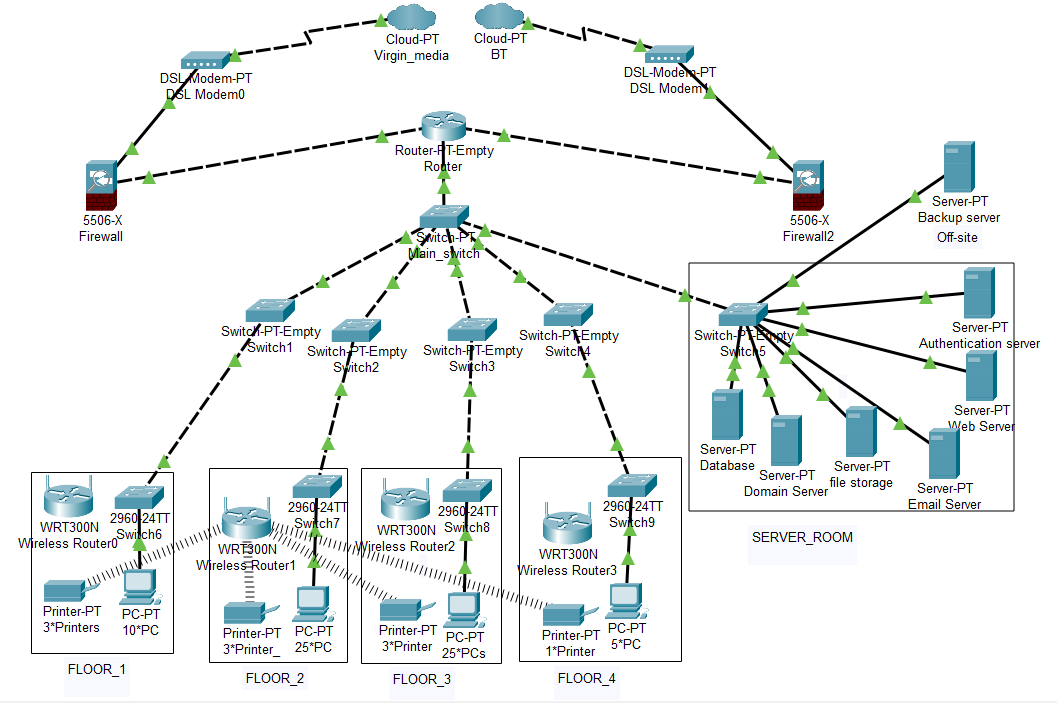 Cloud-PT
Virgin_media
Cloud-PT
BT
DSL-Modem-PT
DSL Modem0
DSL-Modem-PT
DSL Modem1
Router-PT-Empty
Router
5506-X
Firewall
5506-X
Firewall2
Server-PT
Backup server
Off-site
Switch-PT
Main_switch
Switch-PT-Empty
Switch1
Switch-PT-Empty
Switch2
Switch-PT-Empty
Switch3
Switch-PT-Empty
Switch4
Switch-PT-Empty
Switch5
Server-PT
Authentication server
Server-PT
Web Server
Server-PT
Database
Server-PT
Domain Server
Server-PT
file storage
Server-PT
Email Server
SERVER_ROOM
WRT300N
Wireless Router0
2960-24TT
Switch6
Printer-PT
3*Printers
PC-PT
10*PC
FLOOR_1
WRT300N
Wireless Router1
2960-24TT
Switch7
Printer-PT
3*Printer_
PC-PT
25*PC
FLOOR_2
WRT300N
Wireless Router2
2960-24TT
Switch8
Printer-PT
3*Printer
PC-PT
25*PCs
FLOOR_3
WRT300N
Wireless Router3
2960-24TT
Switch9
Printer-PT
1*Printer
PC-PT
5*PC
FLOOR_4